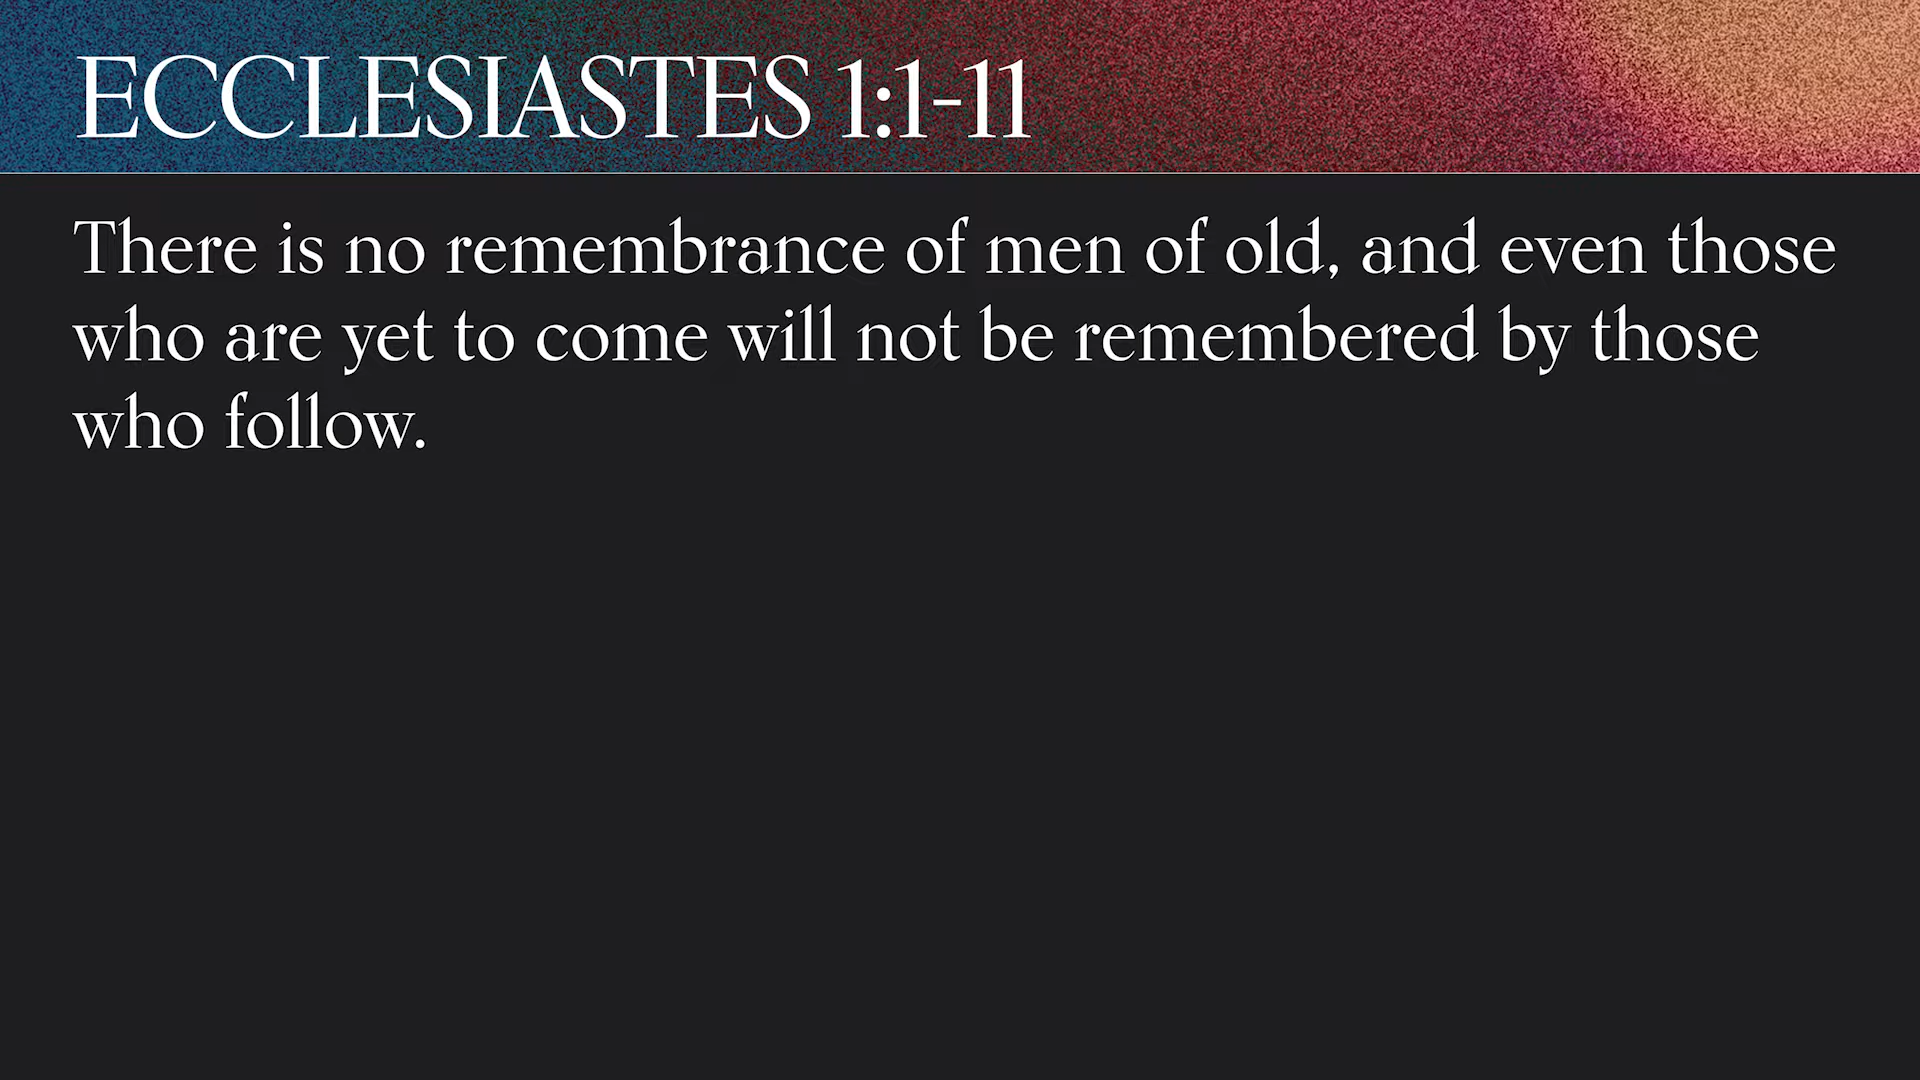 ECCLESIASTES 1:1-11
There is no remembrance of men of old, and even those
who are yet to come will not be remembered by those
who follow.